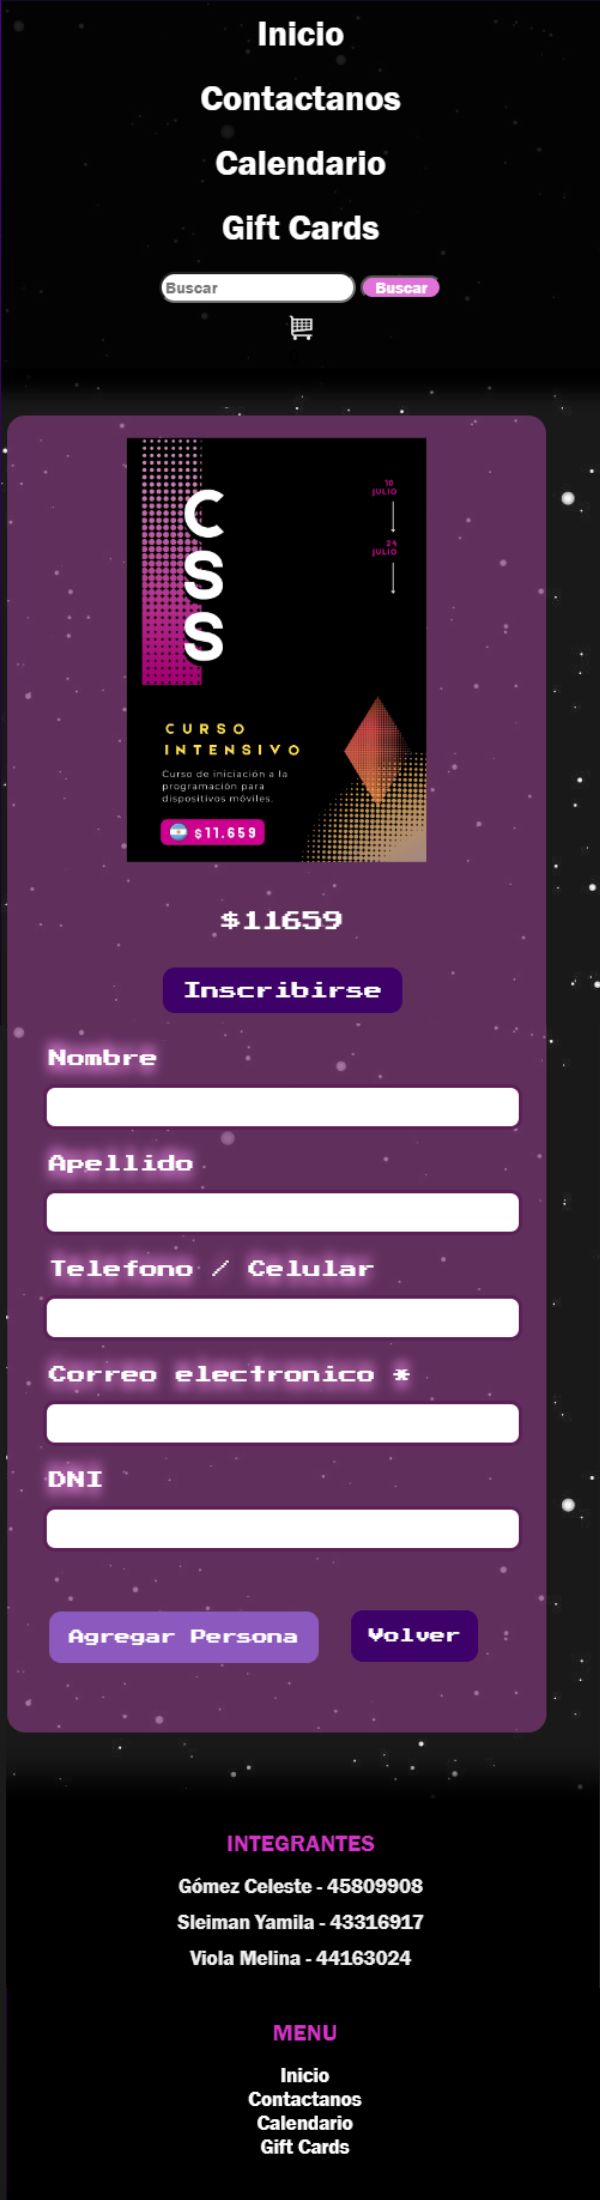 Inicio
Contactanos
Calendario
Gift Cards
Buscar Buscar
CSS
10
JULIO
24
JULIO
CURSO
INTENSIVO
Curso de iniciación a la
programación para
dispositivos móviles.
$11.659
$11659
Inscribirse
Nombre
Apellido
Telefono / Celular
Correo electronico *
DNI
Agregar Persona Volver
INTEGRANTES
Gómez Celeste - 45809908
Sleiman Yamila - 43316917
Viola Melina - 44163024
MENU
Inicio
Contactanos
Calendario
Gift Cards